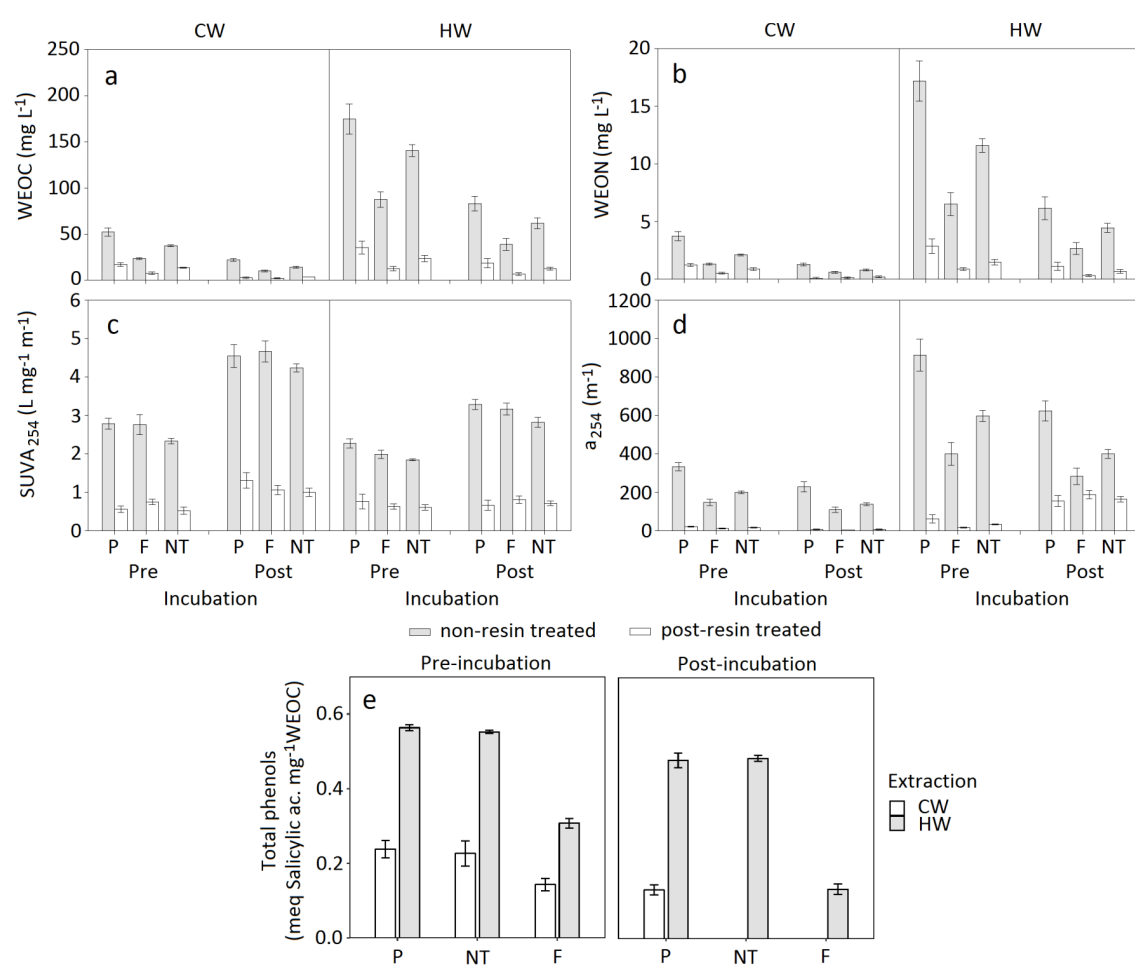 CW HW
a
WEOC (mg L⁻¹)
250
200
150
100
50
0
CW HW
b
WEON (mg L⁻¹)
20
15
10
5
0
c
SUVA₂₅₄ (L mg⁻¹ m⁻¹)
6
5
4
3
2
1
0
P F NT P F NT P F NT P F NT
Pre Post Pre Post
Incubation Incubation
d
a₂₅₄ (m⁻¹)
1200
1000
800
600
400
200
0
P F NT P F NT P F NT P F NT
Pre Post Pre Post
Incubation Incubation
non-resin treated post-resin treated
Pre-incubation Post-incubation
e
Total phenols
(meq Salicylic ac. mg⁻¹WEOC)
0.6
0.4
0.2
0.0
P NT F P NT F
Extraction
CW
HW